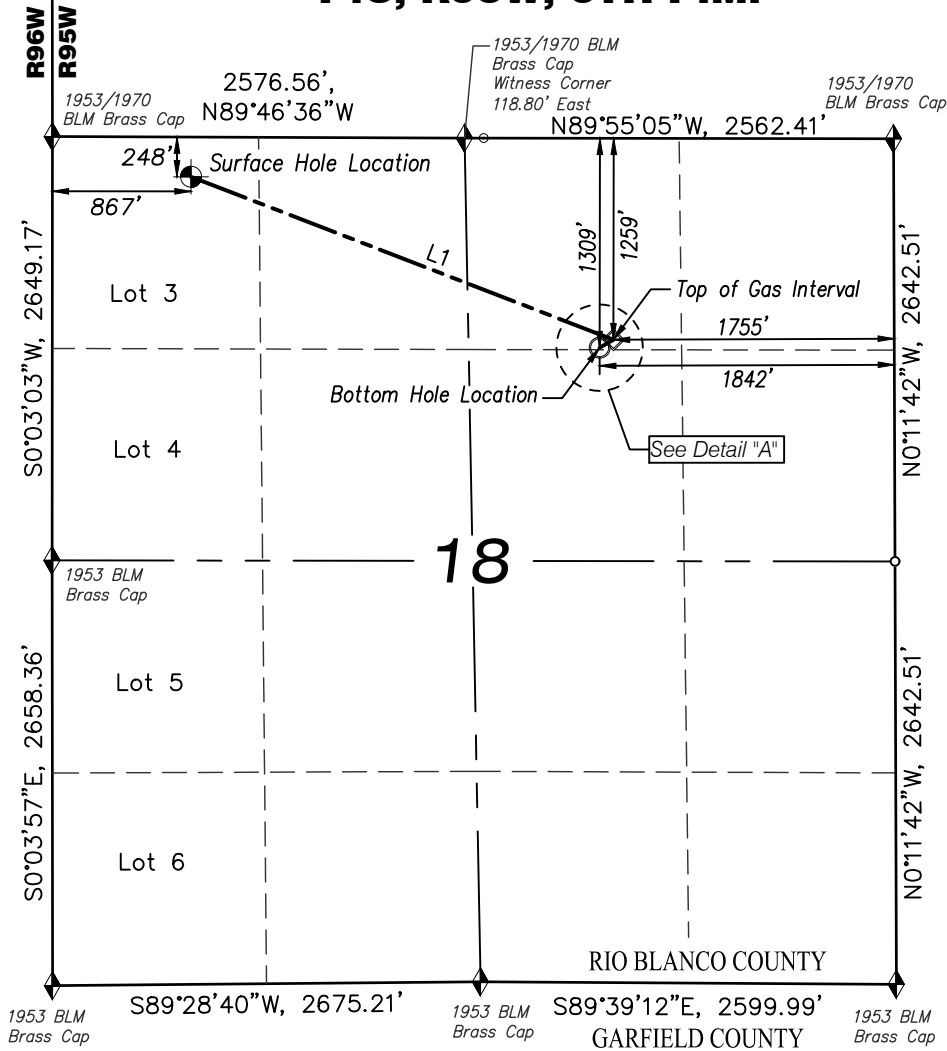 R96W
R95W
1953/1970 BLM
Brass Cap
Witness Corner
118.80' East
2576.56',
N89°46'36"W
1953/1970
BLM Brass Cap
1953/1970
BLM Brass Cap
N89°55'05"W, 2562.41'
248'
Surface Hole Location
867'
L1
1309'
1259'
S0°03'03"W, 2649.17'
N0°11'42"W, 2642.51'
Lot 3
Top of Gas Interval
1755'
1842'
Bottom Hole Location
Lot 4
See Detail "A"
18
1953 BLM
Brass Cap
S0°03'57"E, 2658.36'
N0°11'42"W, 2642.51'
Lot 5
Lot 6
RIO BLANCO COUNTY
S89°28'40"W, 2675.21'
S89°39'12"E, 2599.99'
1953 BLM
Brass Cap
1953 BLM
Brass Cap
1953 BLM
Brass Cap
GARFIELD COUNTY